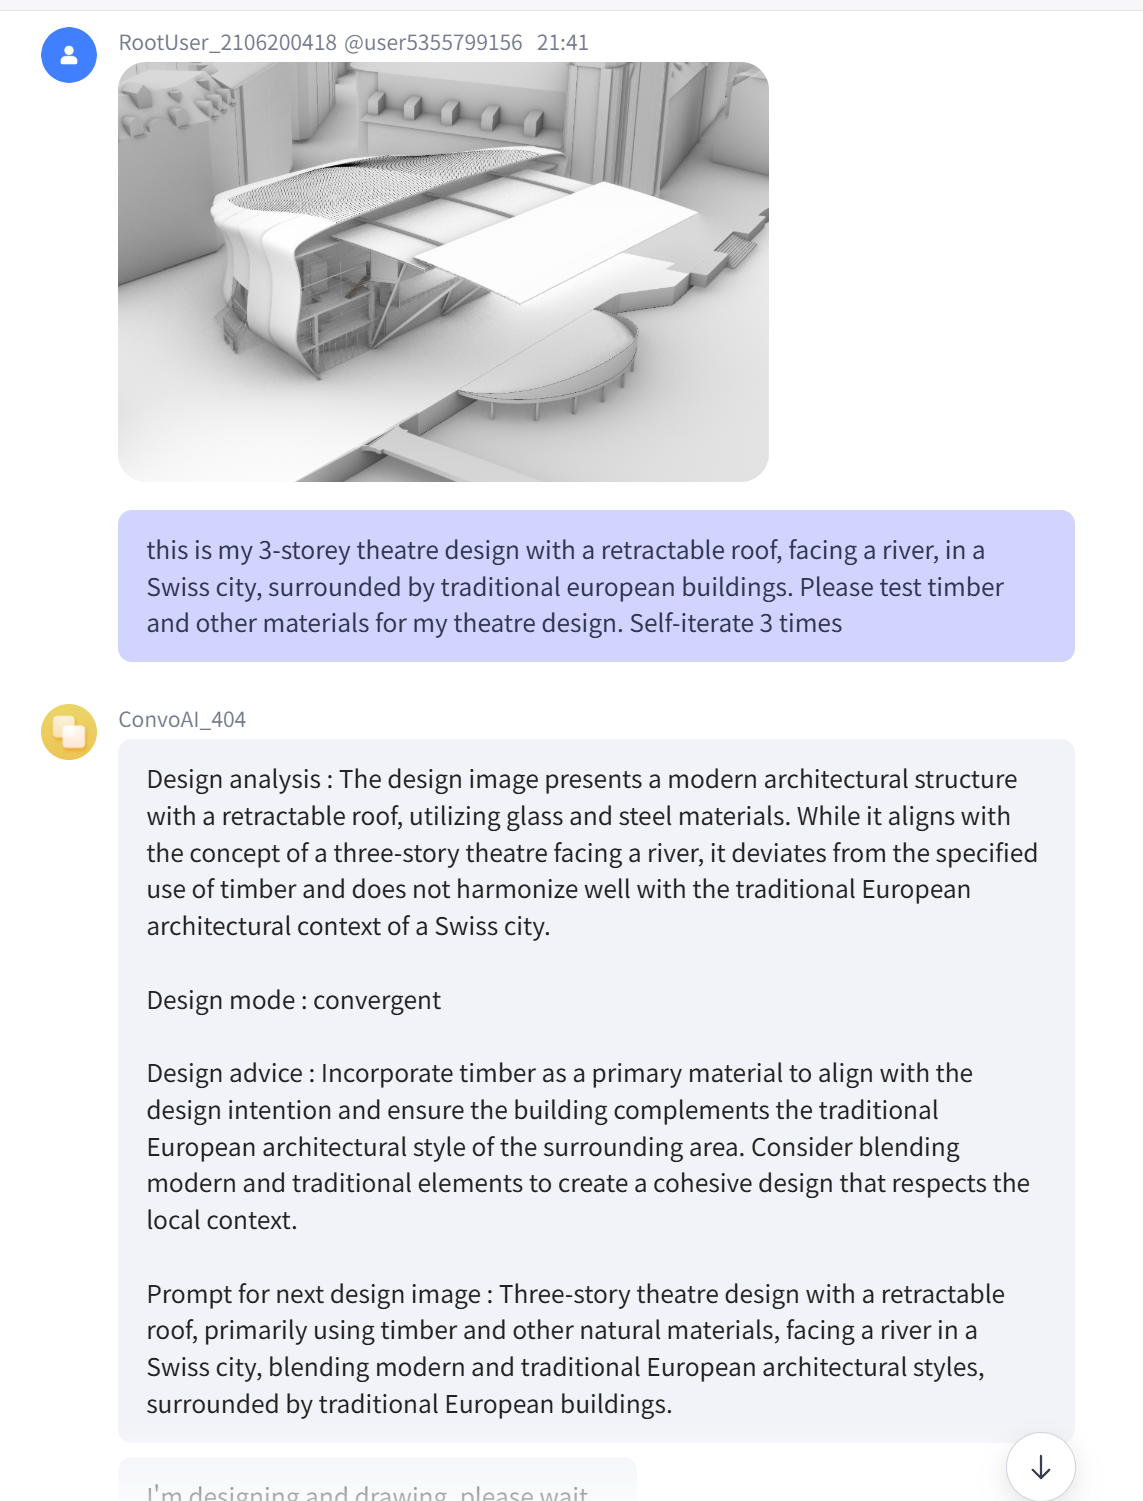 RootUser_2106200418 @user5355799156 21:41
this is my 3-storey theatre design with a retractable roof, facing a river, in a
Swiss city, surrounded by traditional european buildings. Please test timber
and other materials for my theatre design. Self-iterate 3 times
ConvoAI_404
Design analysis : The design image presents a modern architectural structure
with a retractable roof, utilizing glass and steel materials. While it aligns with
the concept of a three-story theatre facing a river, it deviates from the specified
use of timber and does not harmonize well with the traditional European
architectural context of a Swiss city.
Design mode : convergent
Design advice : Incorporate timber as a primary material to align with the
design intention and ensure the building complements the traditional
European architectural style of the surrounding area. Consider blending
modern and traditional elements to create a cohesive design that respects the
local context.
Prompt for next design image : Three-story theatre design with a retractable
roof, primarily using timber and other natural materials, facing a river in a
Swiss city, blending modern and traditional European architectural styles,
surrounded by traditional European buildings.
I'm designing and drawing, please wait